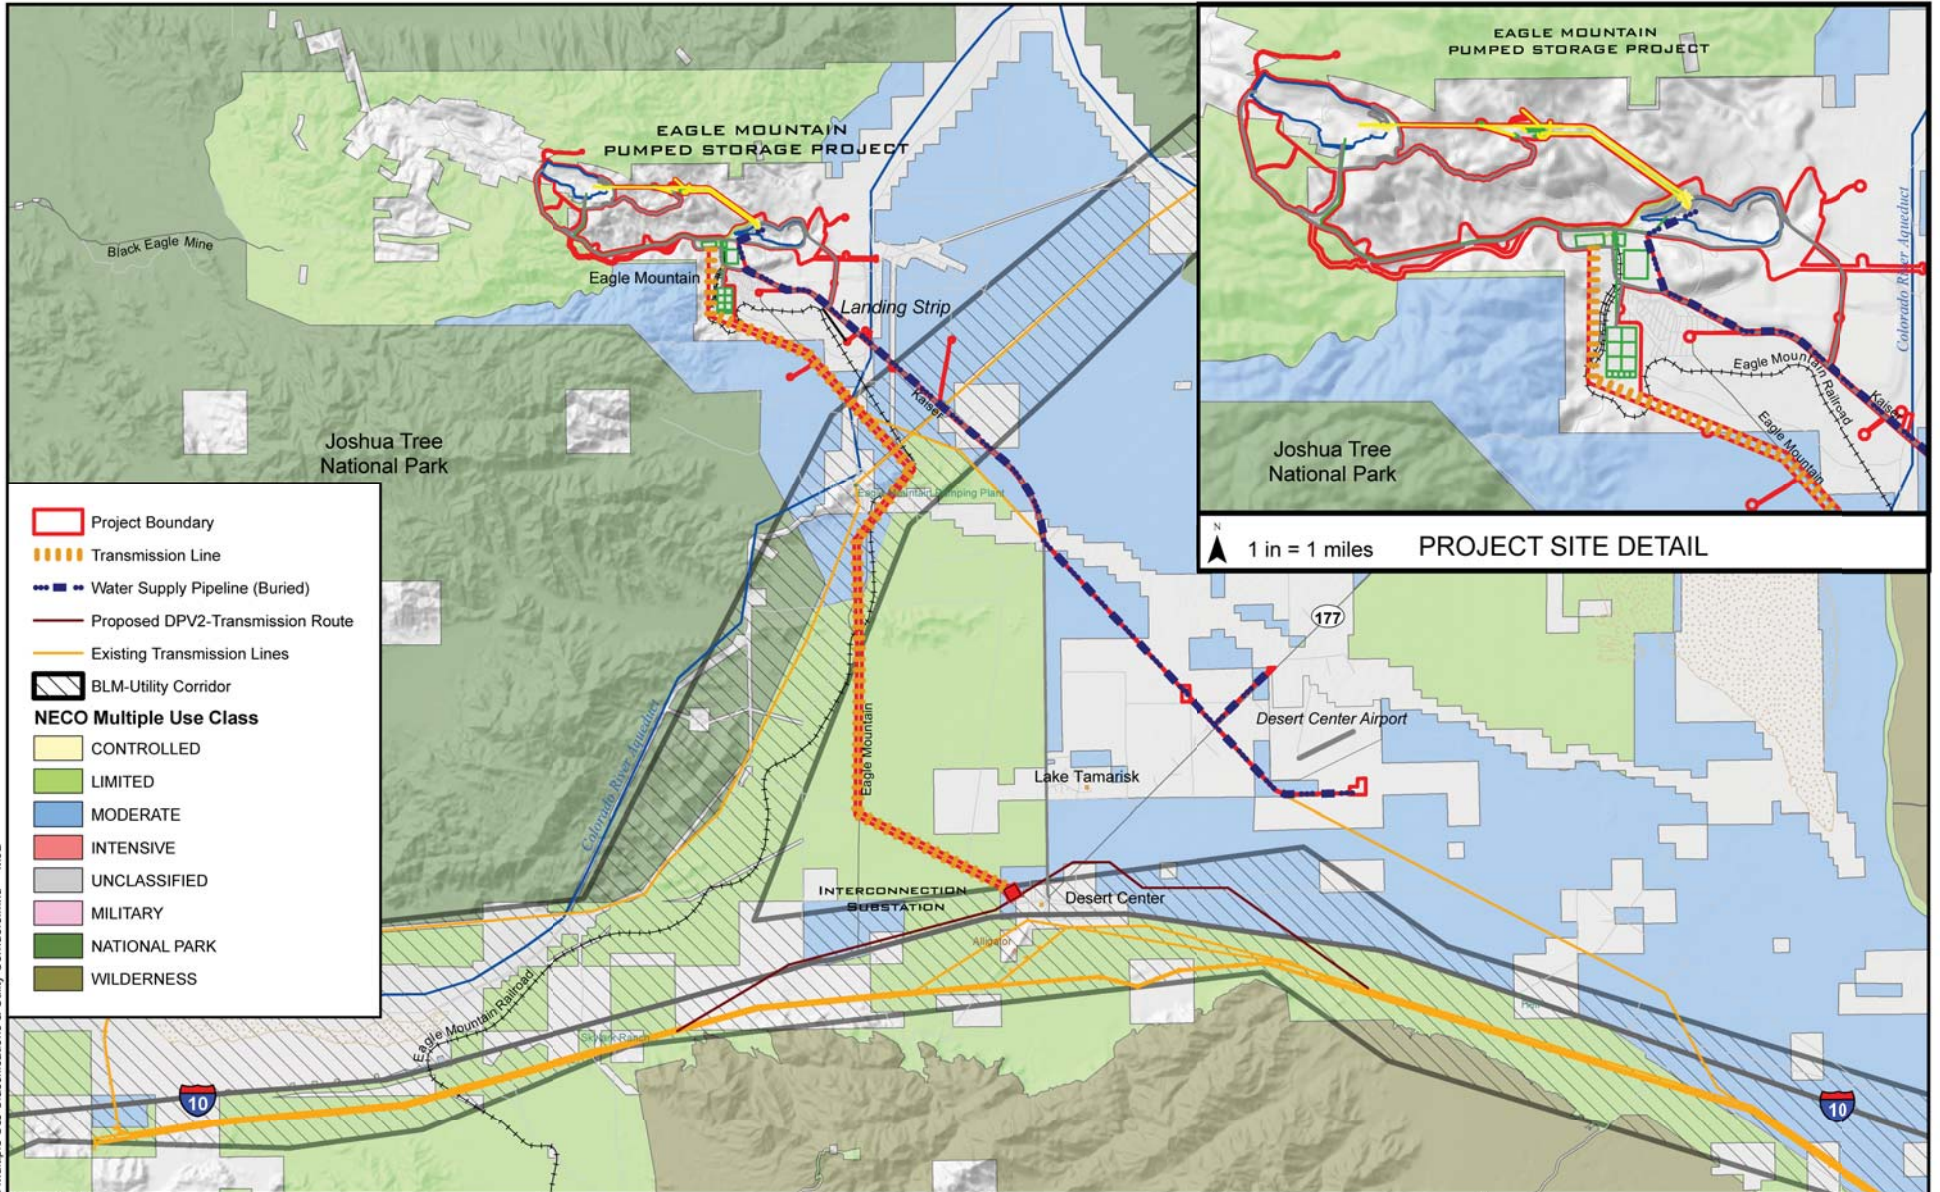 EAGLE MOUNTAIN
PUMPED STORAGE PROJECT
Black Eagle Mine
Eagle Mountain
Landing Strip
Kaiser
Joshua Tree
National Park
Eagle Mountain Pumping Plant
177
Desert Center Airport
Lake Tamarisk
Eagle Mountain
Colorado River Aqueduct
INTERCONNECTION
SUBSTATION
Desert Center
Alligator
Eagle Mountain Railroad
Skylark Ranch
10
10
Project Boundary
Transmission Line
Water Supply Pipeline (Buried)
Proposed DPV2-Transmission Route
Existing Transmission Lines
BLM-Utility Corridor
NECO Multiple Use Class
CONTROLLED
LIMITED
MODERATE
INTENSIVE
UNCLASSIFIED
MILITARY
NATIONAL PARK
WILDERNESS
EAGLE MOUNTAIN
PUMPED STORAGE PROJECT
Colorado River Aqueduct
Eagle Mountain Railroad
Kaiser
Eagle Mountain
Joshua Tree
National Park
N
1 in = 1 miles
PROJECT SITE DETAIL